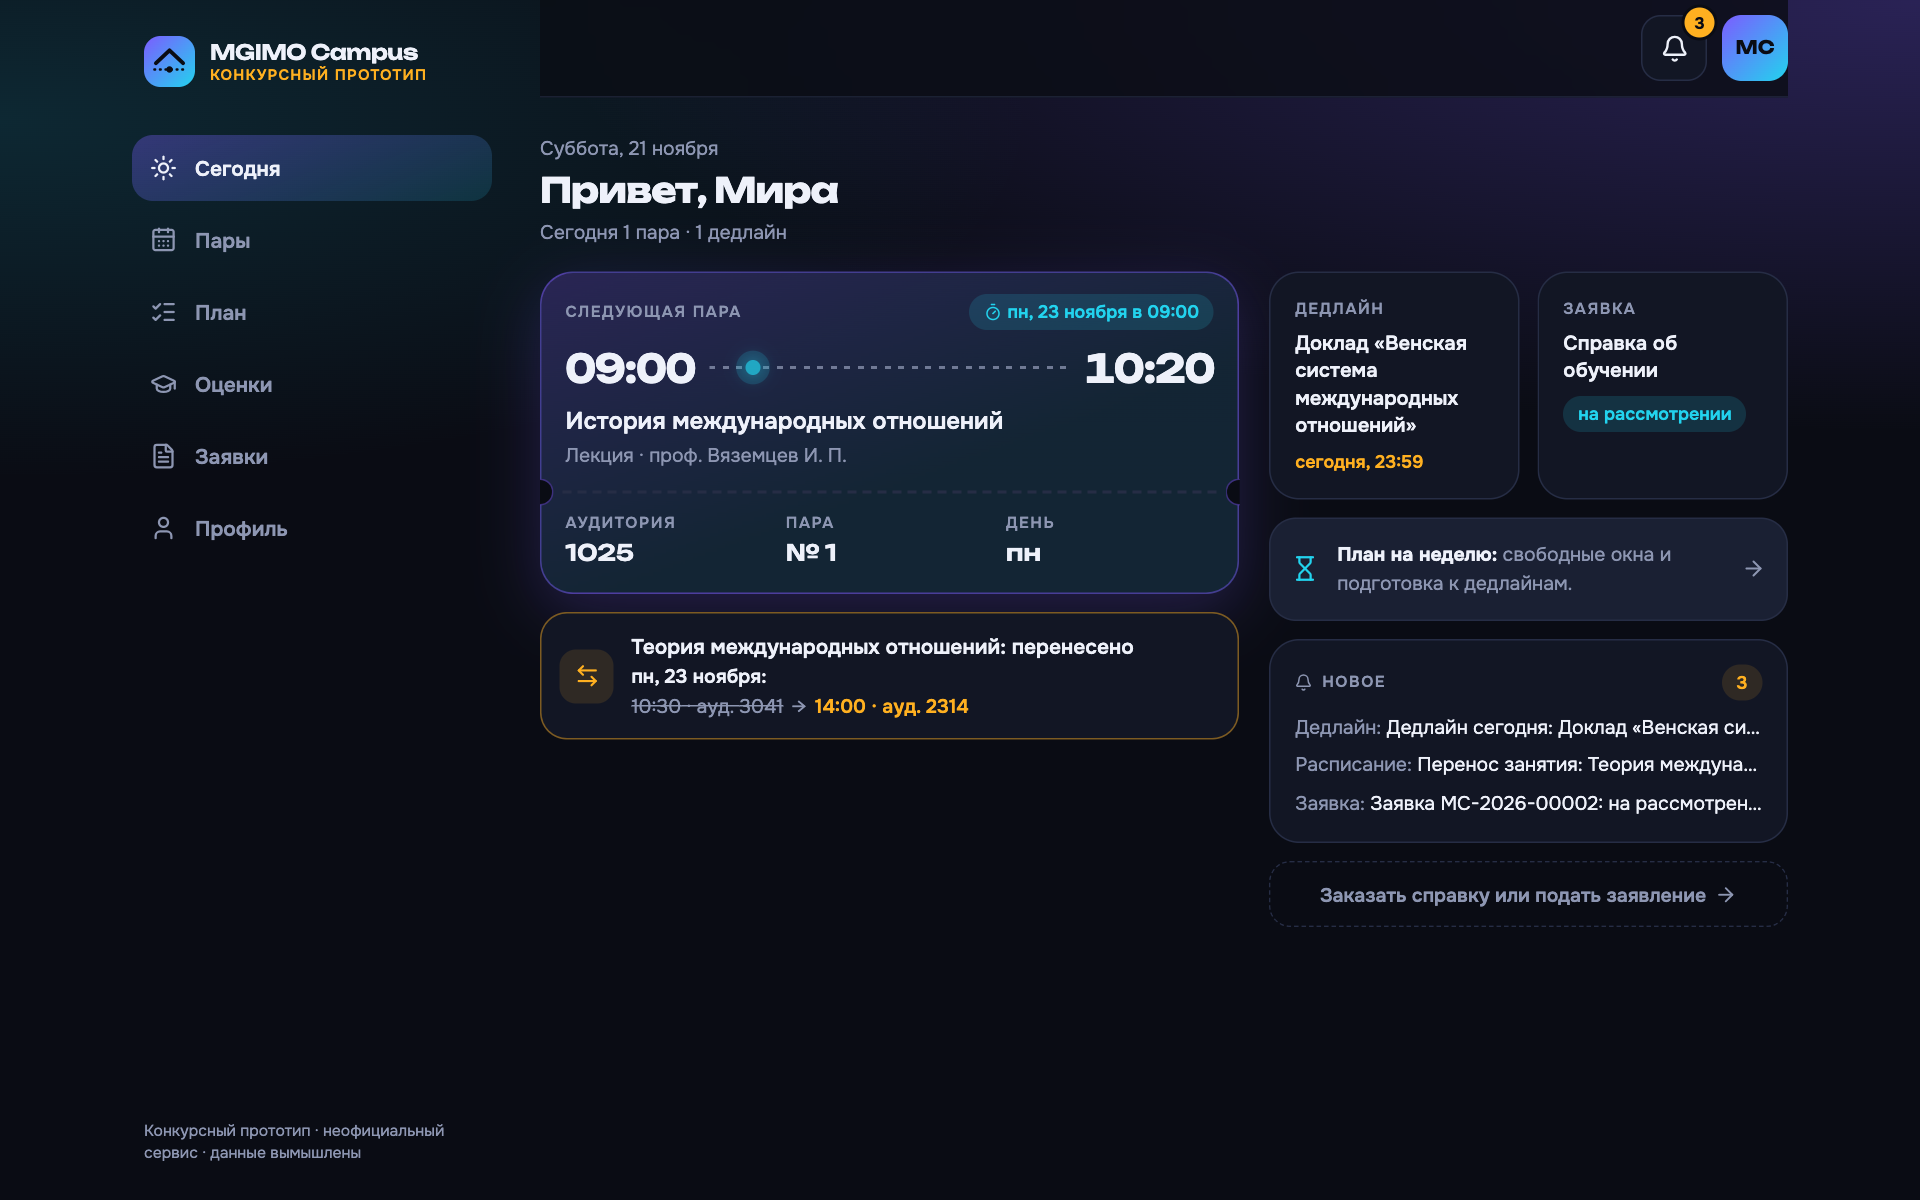 MGIMO Campus
КОНКУРСНЫЙ ПРОТОТИП
3
МС
Сегодня
Пары
План
Оценки
Заявки
Профиль
Суббота, 21 ноября
Привет, Мира
Сегодня 1 пара · 1 дедлайн
СЛЕДУЮЩАЯ ПАРА
пн, 23 ноября в 09:00
09:00
10:20
История международных отношений
Лекция · проф. Вяземцев И. П.
АУДИТОРИЯ
ПАРА
ДЕНЬ
1025
№ 1
пн
Теория международных отношений: перенесено
пн, 23 ноября:
10:30 · ауд. 3041 → 14:00 · ауд. 2314
ДЕДЛАЙН
Доклад «Венская
система
международных
отношений»
сегодня, 23:59
ЗАЯВКА
Справка об
обучении
на рассмотрении
План на неделю: свободные окна и
подготовка к дедлайнам.
НОВОЕ
3
Дедлайн: Дедлайн сегодня: Доклад «Венская си...
Расписание: Перенос занятия: Теория междуна...
Заявка: Заявка МС-2026-00002: на рассмотрен...
Заказать справку или подать заявление →
Конкурсный прототип · неофициальный
сервис · данные вымышлены